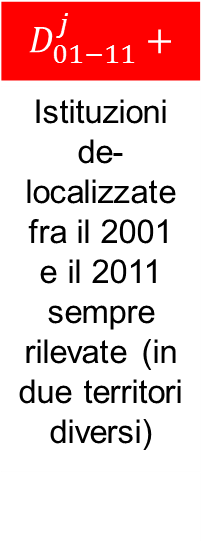 D^j_{01−11} +
Istituzioni
de-
localizzate
fra il 2001
e il 2011
sempre
rilevate (in
due territori
diversi)